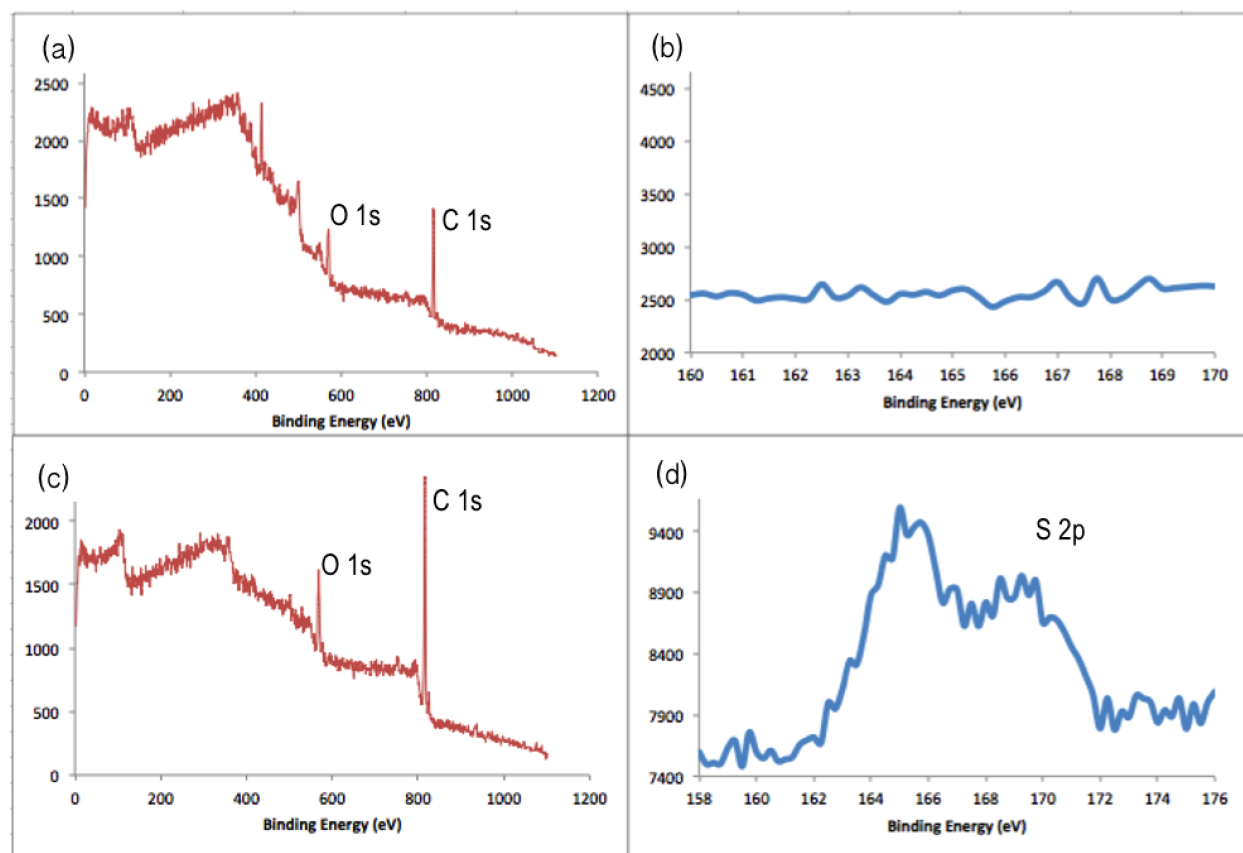 (a)
2500
2000
1500
1000
500
0
O 1s
C 1s
0 200 400 600 800 1000 1200
Binding Energy (eV)
(b)
4500
4000
3500
3000
2500
2000
160 161 162 163 164 165 166 167 168 169 170
Binding Energy (eV)
(c)
2000
1500
1000
500
0
C 1s
O 1s
0 200 400 600 800 1000 1200
Binding Energy (eV)
(d)
9400
8900
8400
7900
7400
S 2p
158 160 162 164 166 168 170 172 174 176
Binding Energy (eV)